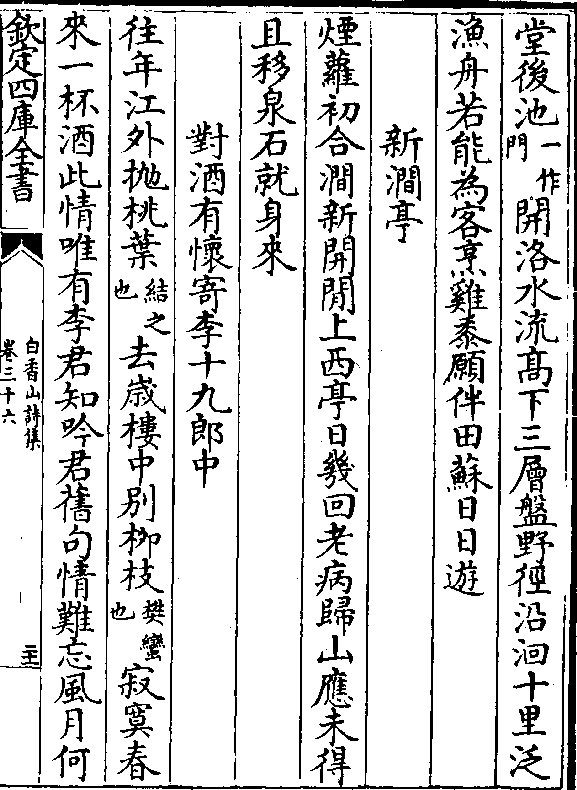 堂後池一作門開洛水流高下三層盤野徑沿洄十里泛
漁舟若能為客烹雞黍願伴田蘇日日遊
新澗亭
煙蘿初合澗新開閒上西亭日幾回老病歸山應未得
且移泉石就身來
對酒有懷寄李十九郎中
往年江外抛桃葉結之也去歲樓中别柳枝樊蠻也寂寞春
來一杯酒此情唯有李君知吟君舊句情難忘風月何
欽定四庫全書
白香山詩集
卷三十六
二十